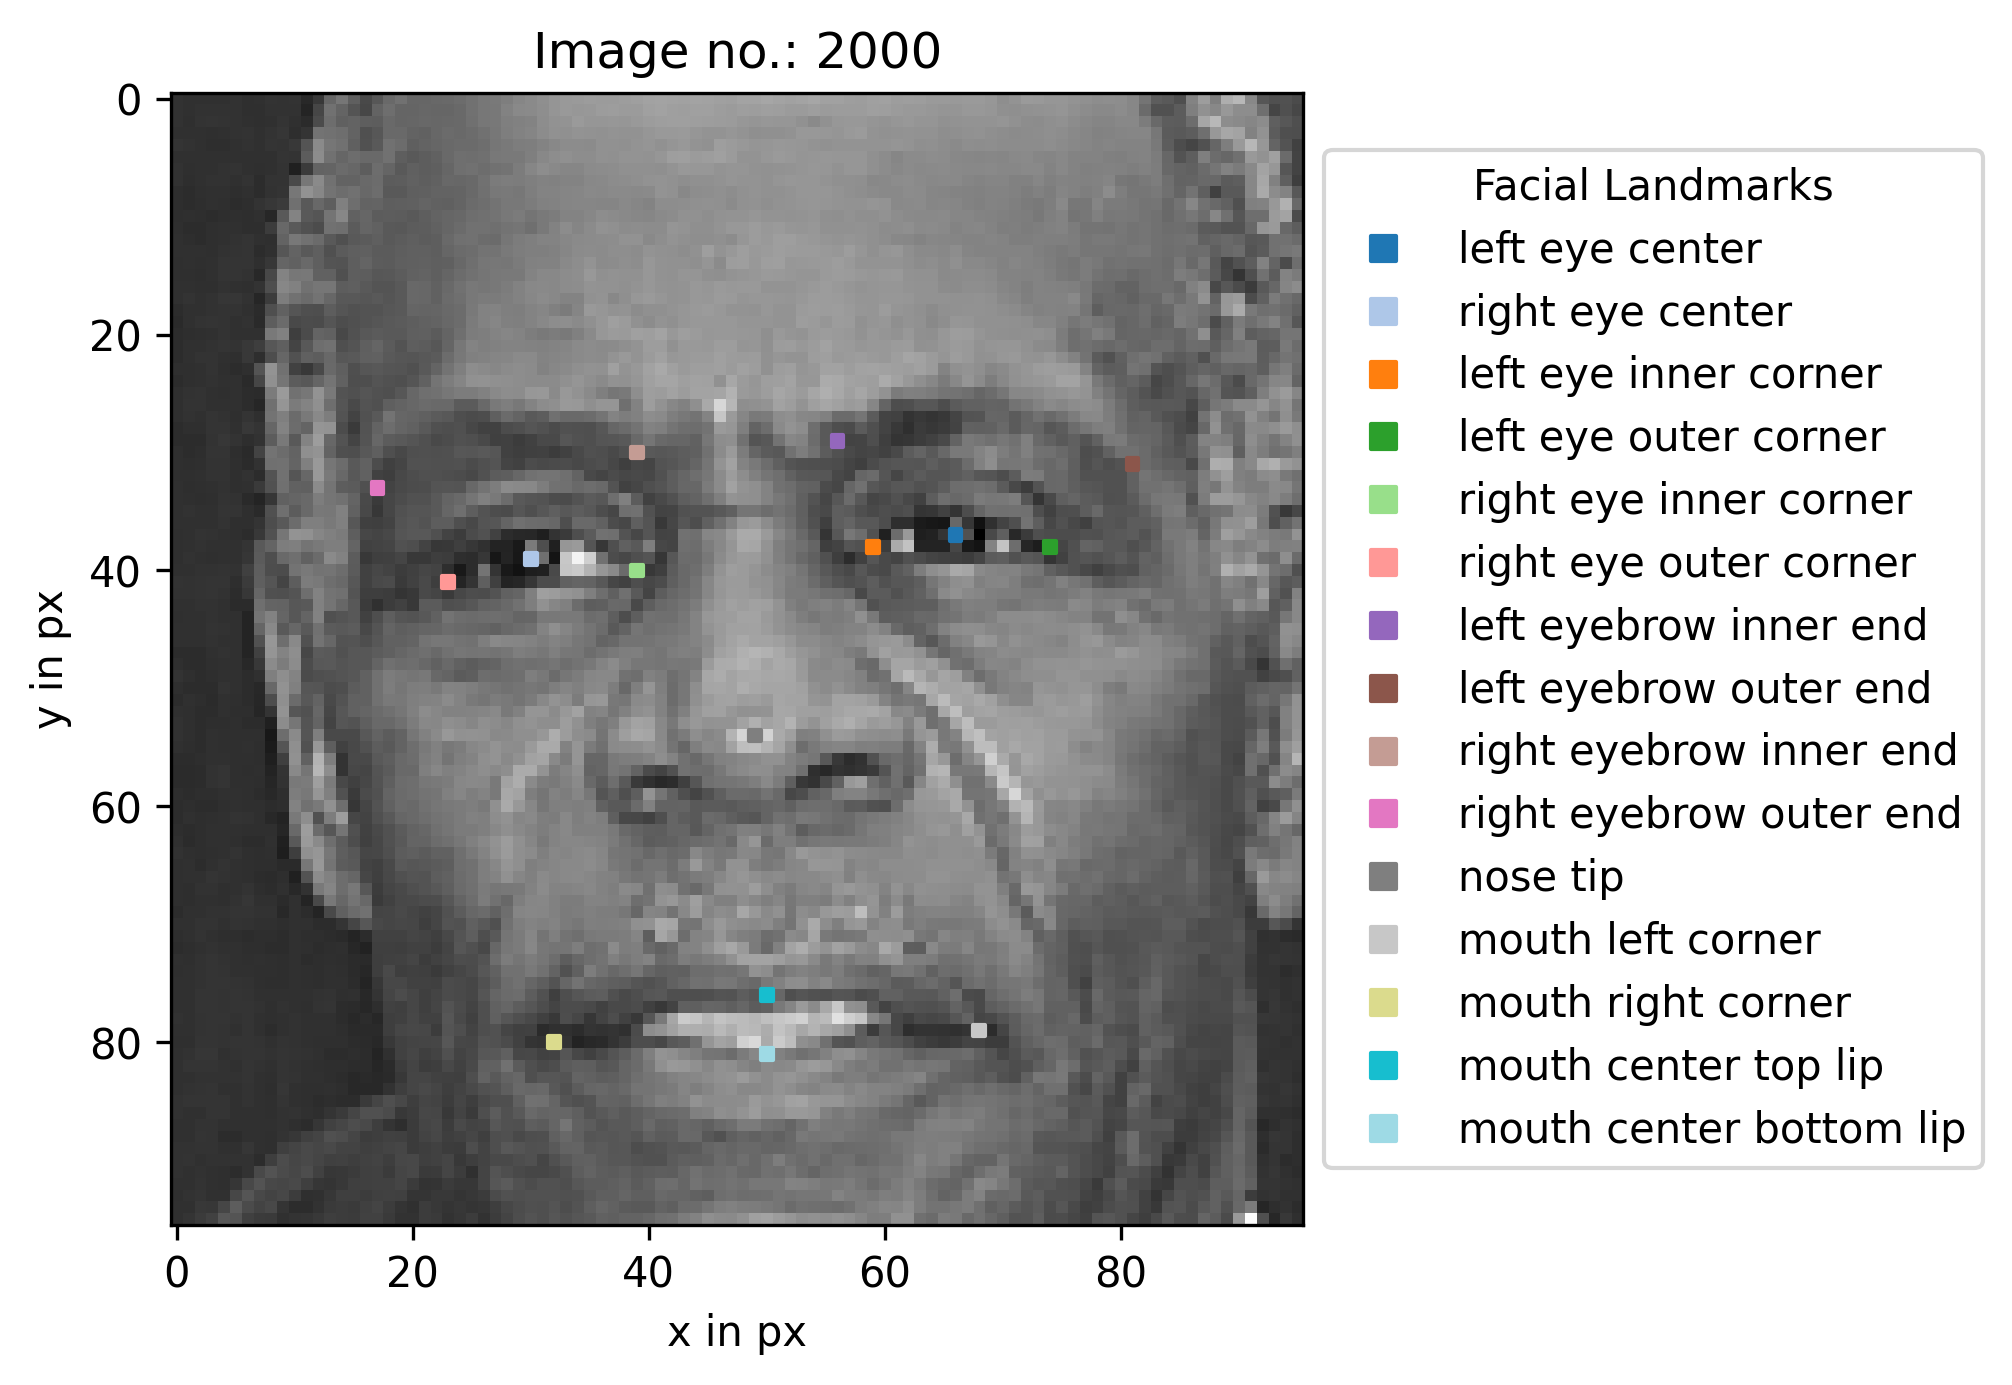 Image no.: 2000
0
20
40
60
80
y in px
0 20 40 60 80
x in px
Facial Landmarks
left eye center
right eye center
left eye inner corner
left eye outer corner
right eye inner corner
right eye outer corner
left eyebrow inner end
left eyebrow outer end
right eyebrow inner end
right eyebrow outer end
nose tip
mouth left corner
mouth right corner
mouth center top lip
mouth center bottom lip